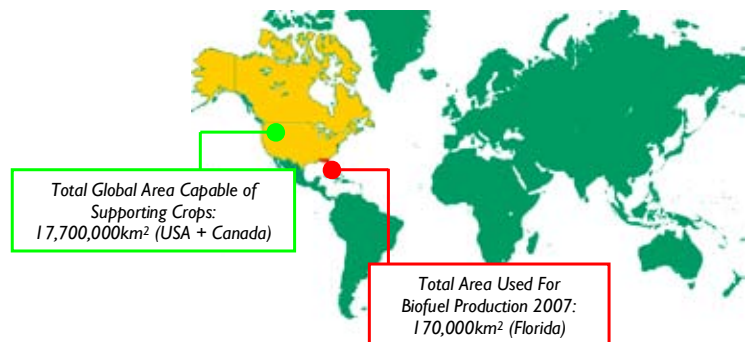 Total Global Area Capable of
Supporting Crops:
17,700,000km² (USA + Canada)
Total Area Used For
Biofuel Production 2007:
170,000km² (Florida)